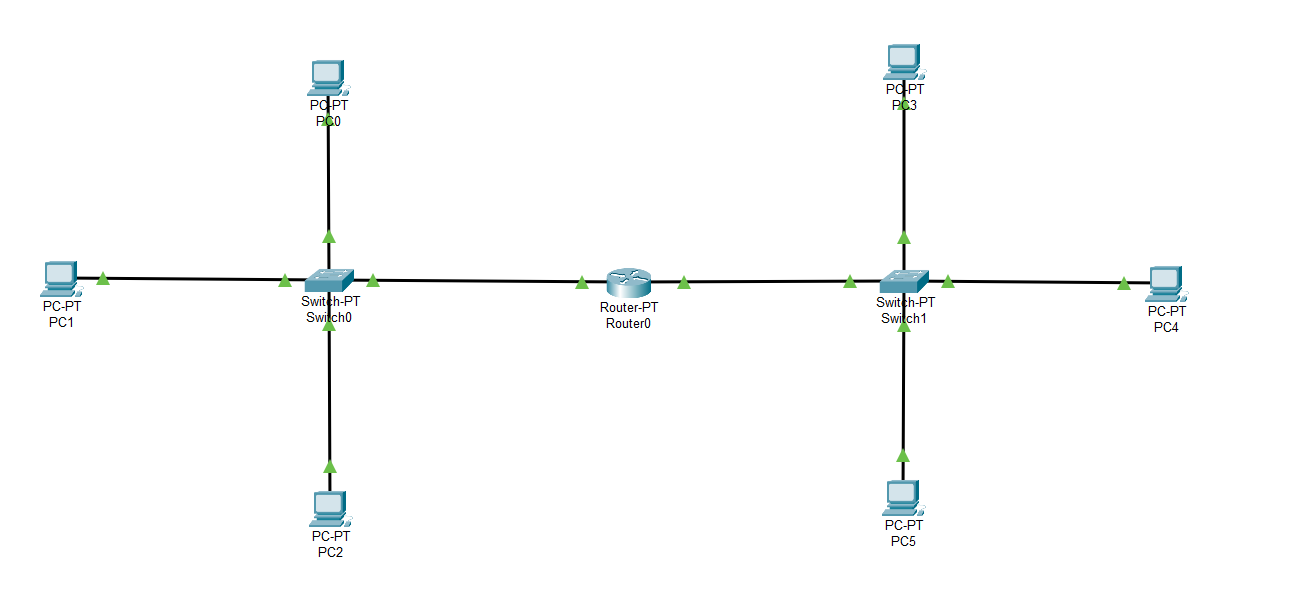 PC-PT
PC0
PC-PT
PC3
PC-PT
PC1
Switch-PT
Switch0
Router-PT
Router0
Switch-PT
Switch1
PC-PT
PC4
PC-PT
PC2
PC-PT
PC5